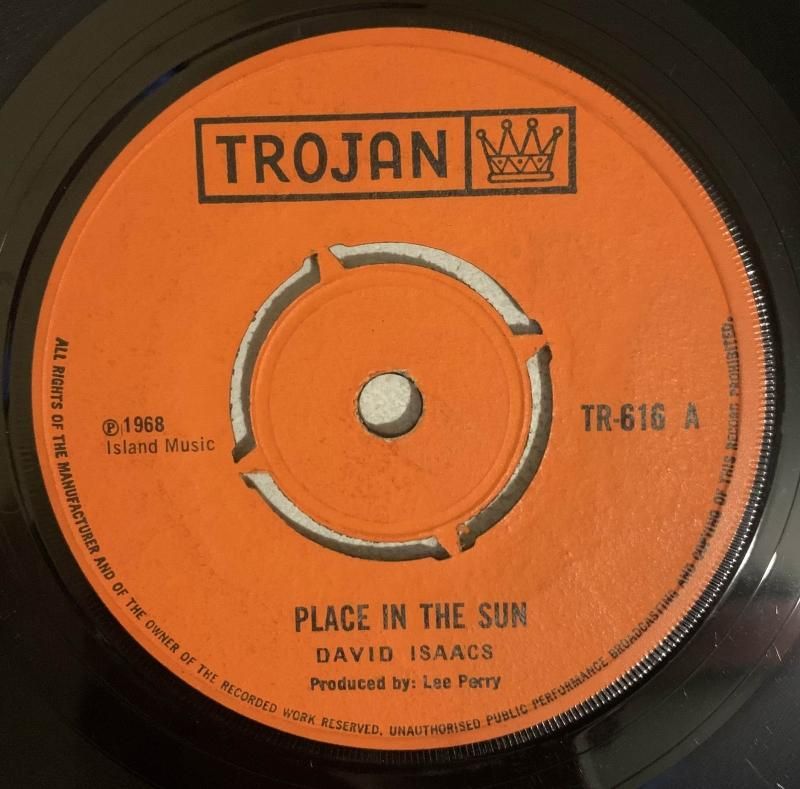 TROJAN
℗1968
Island Music
TR-616 A
PLACE IN THE SUN
DAVID ISAACS
Produced by: Lee Perry
ALL RIGHTS OF THE MANUFACTURER AND OF THE OWNER OF THE RECORDED WORK RESERVED. UNAUTHORISED PUBLIC PERFORMANCE BROADCASTING AND COPYING OF THIS RECORD PROHIBITED.